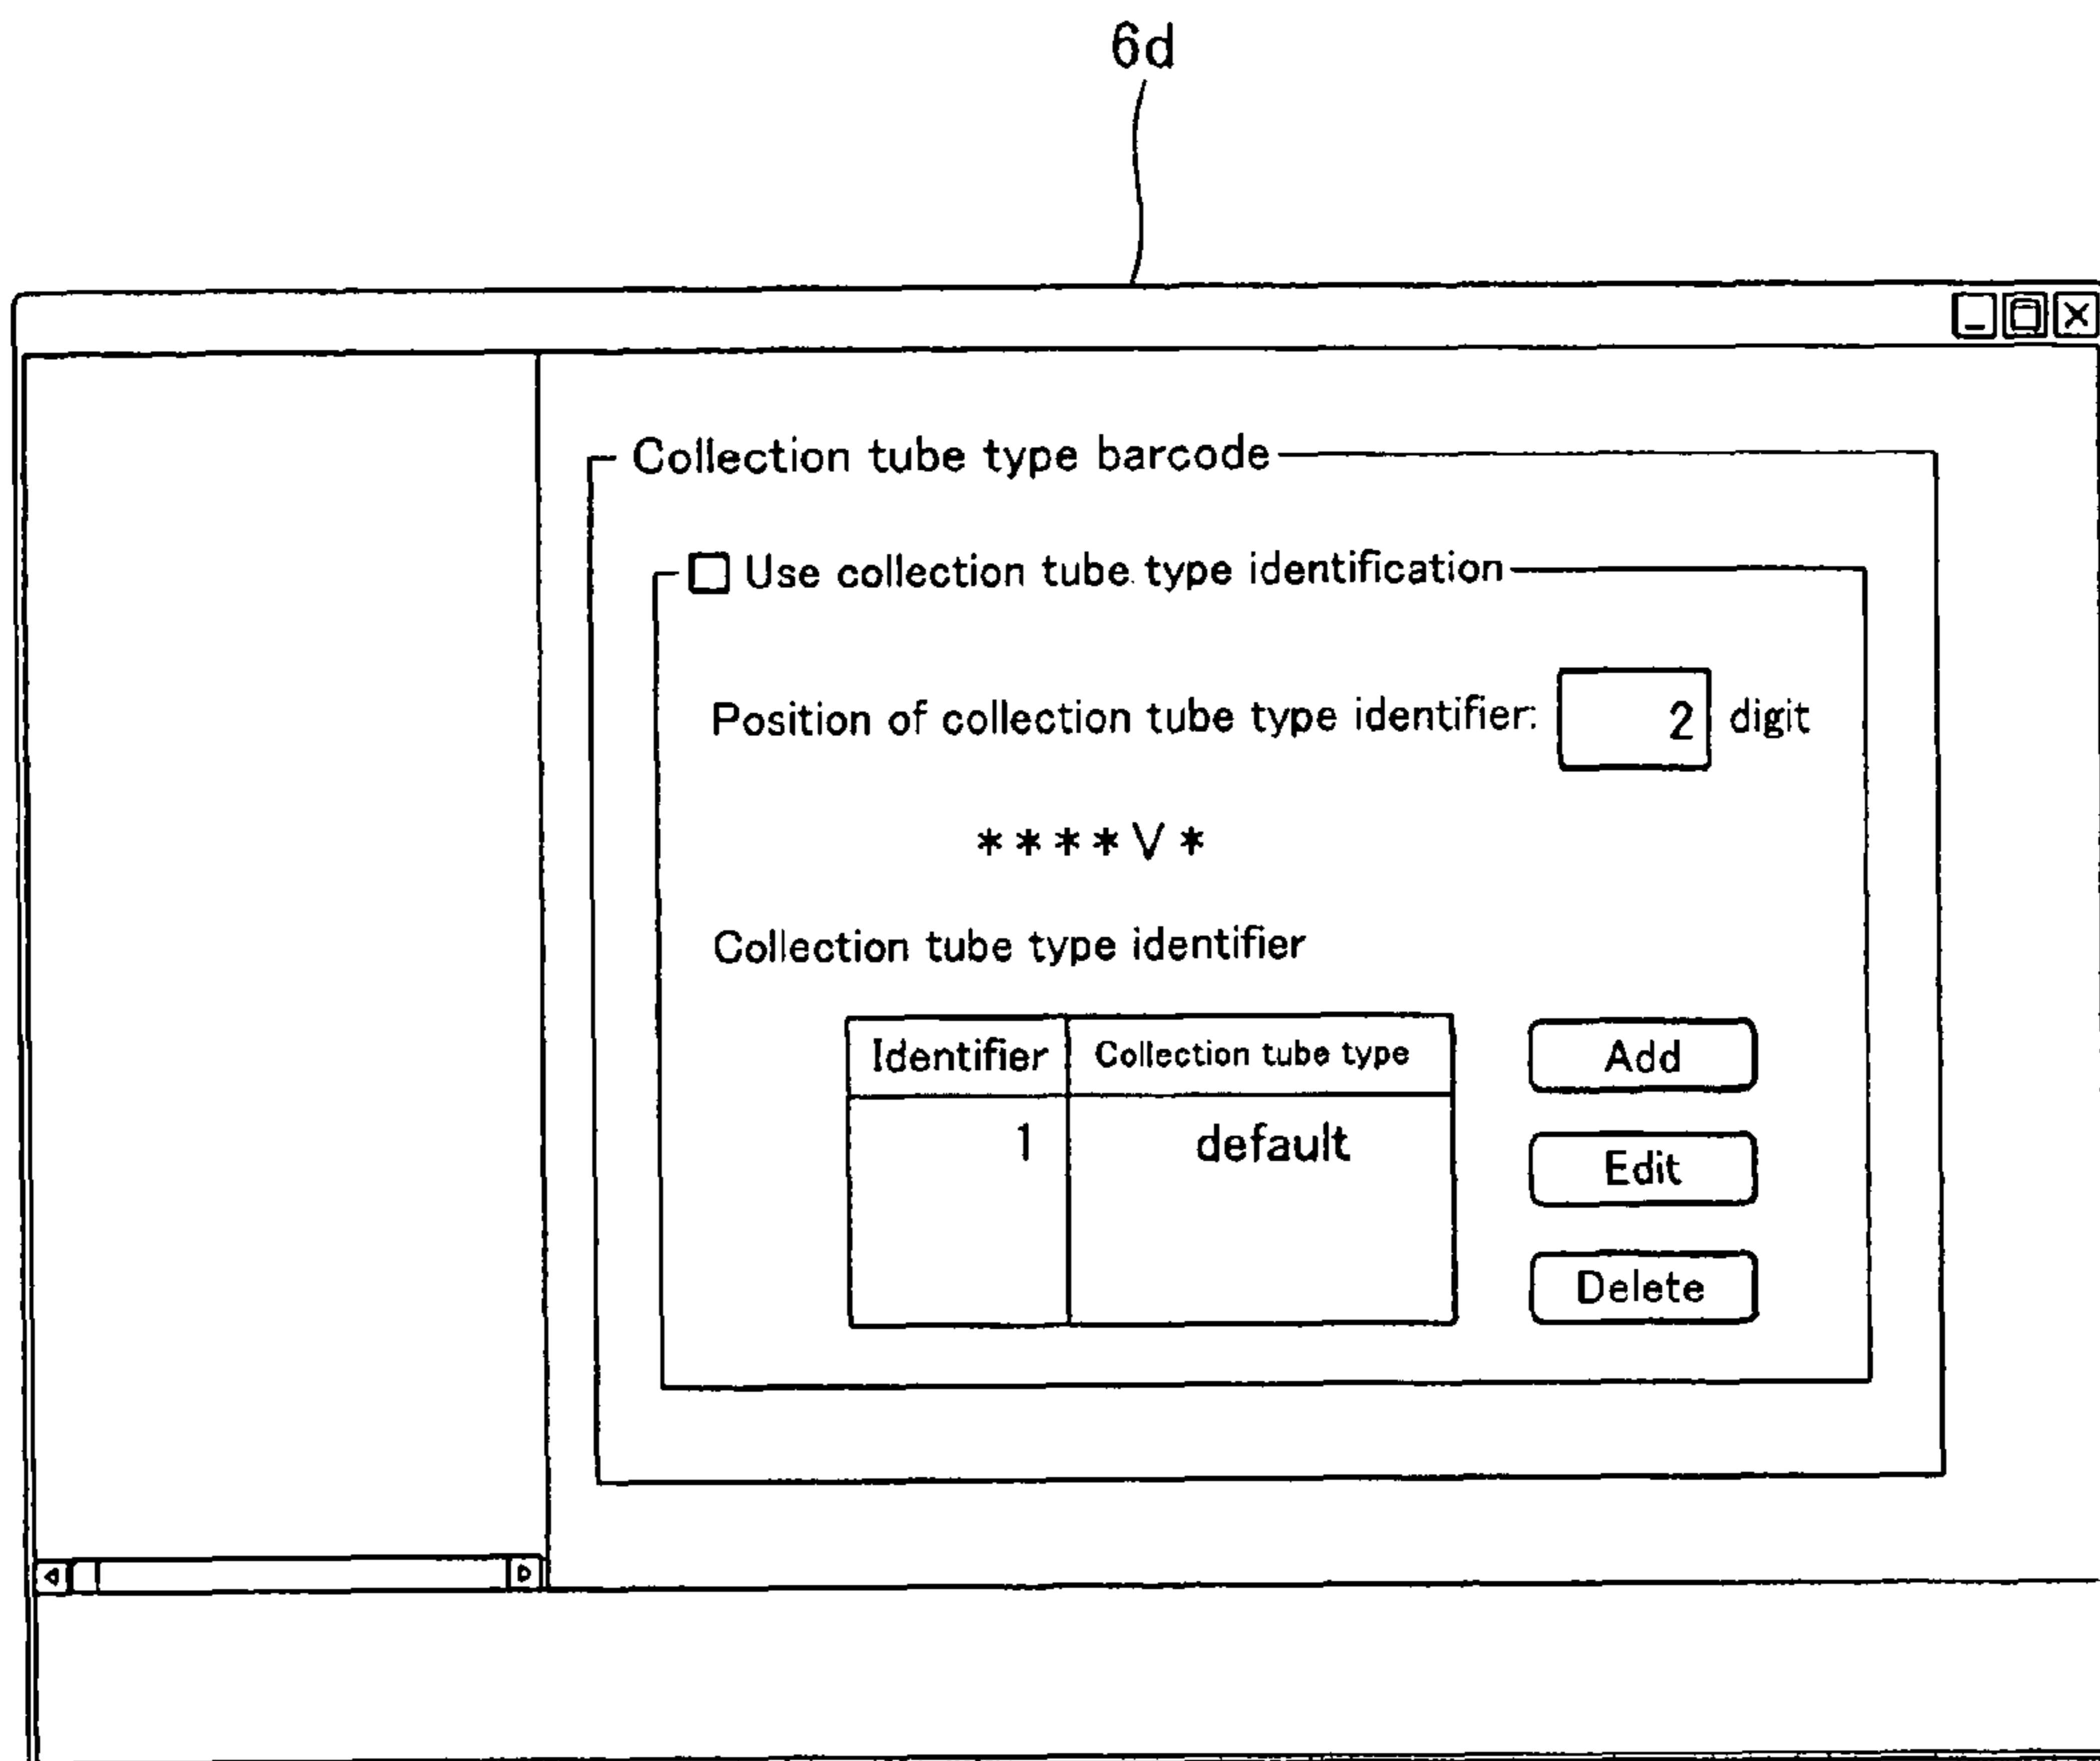 6d
Collection tube type barcode
Use collection tube type identification
Position of collection tube type identifier: 2 digit
* * * * V *
Collection tube type identifier
Identifier Collection tube type Add
1 default
Edit
Delete